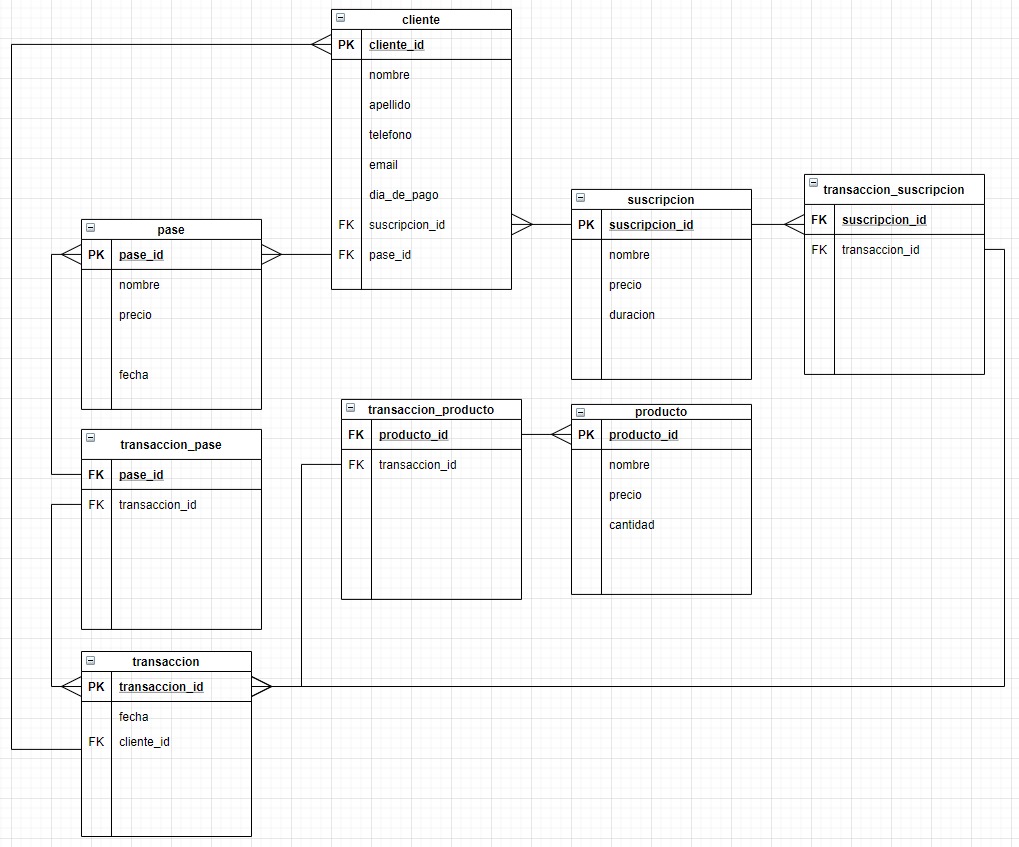 cliente
PK cliente_id
nombre
apellido
telefono
email
dia_de_pago
FK suscripcion_id
FK pase_id
suscripcion
PK suscripcion_id
nombre
precio
duracion
transaccion_suscripcion
FK suscripcion_id
FK transaccion_id
pase
PK pase_id
nombre
precio
fecha
transaccion_producto
FK producto_id
FK transaccion_id
producto
PK producto_id
nombre
precio
cantidad
transaccion_pase
FK pase_id
FK transaccion_id
transaccion
PK transaccion_id
fecha
FK cliente_id